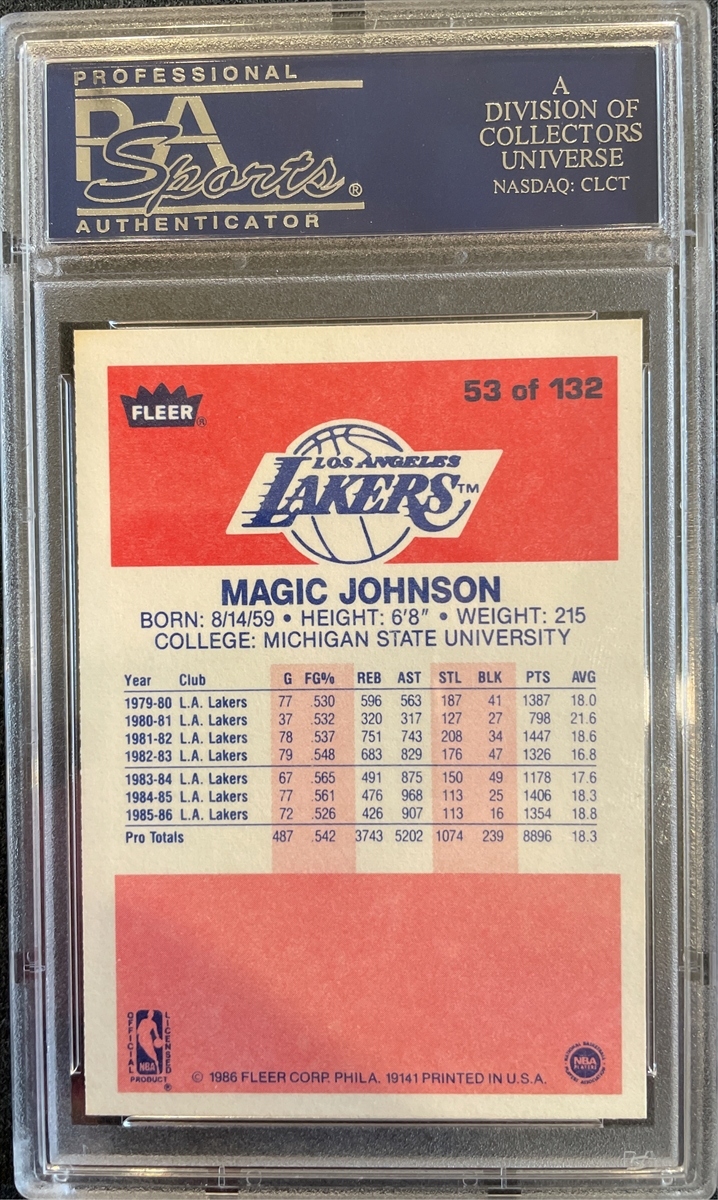 PROFESSIONAL
PSA
Sports®
AUTHENTICATOR
A
DIVISION OF
COLLECTORS
UNIVERSE
NASDAQ: CLCT
FLEER®
53 of 132
LOS ANGELES
LAKERS™
MAGIC JOHNSON
BORN: 8/14/59 • HEIGHT: 6'8" • WEIGHT: 215
COLLEGE: MICHIGAN STATE UNIVERSITY
Year Club G FG% REB AST STL BLK PTS AVG
1979-80 L.A. Lakers 77 .530 596 563 187 41 1387 18.0
1980-81 L.A. Lakers 37 .532 320 317 127 27 798 21.6
1981-82 L.A. Lakers 78 .537 751 743 208 34 1447 18.6
1982-83 L.A. Lakers 79 .548 683 829 176 47 1326 16.8
1983-84 L.A. Lakers 67 .565 491 875 150 49 1178 17.6
1984-85 L.A. Lakers 77 .561 476 968 113 25 1406 18.3
1985-86 L.A. Lakers 72 .526 426 907 113 16 1354 18.8
Pro Totals 487 .542 3743 5202 1074 239 8896 18.3
OFFICIAL
LICENSED
NBA
PRODUCT ®
© 1986 FLEER CORP. PHILA. 19141 PRINTED IN U.S.A.
NATIONAL BASKETBALL
NBA
PLAYERS
PLAYERS ASSOCIATION